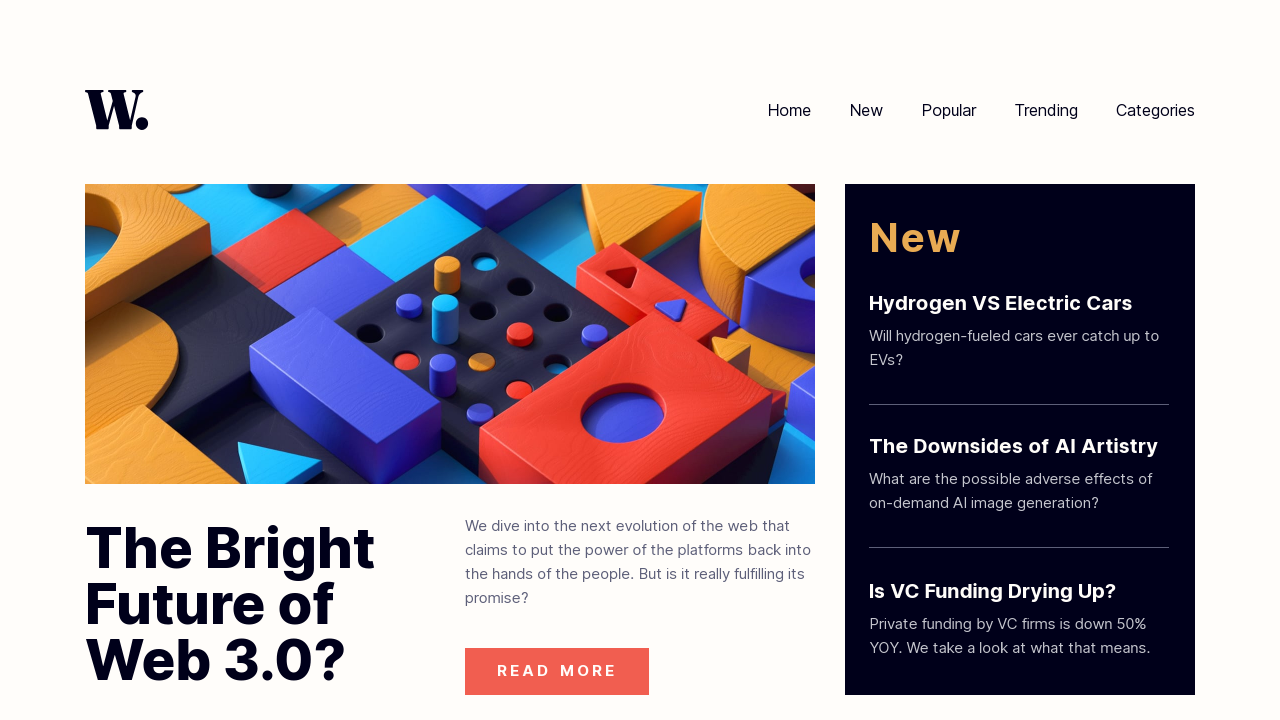 W.
Home
New
Popular
Trending
Categories
The Bright
Future of
Web 3.0?
We dive into the next evolution of the web that
claims to put the power of the platforms back into
the hands of the people. But is it really fulfilling its
promise?
READ MORE
New
Hydrogen VS Electric Cars
Will hydrogen-fueled cars ever catch up to
EVs?
The Downsides of AI Artistry
What are the possible adverse effects of
on-demand AI image generation?
Is VC Funding Drying Up?
Private funding by VC firms is down 50%
YOY. We take a look at what that means.